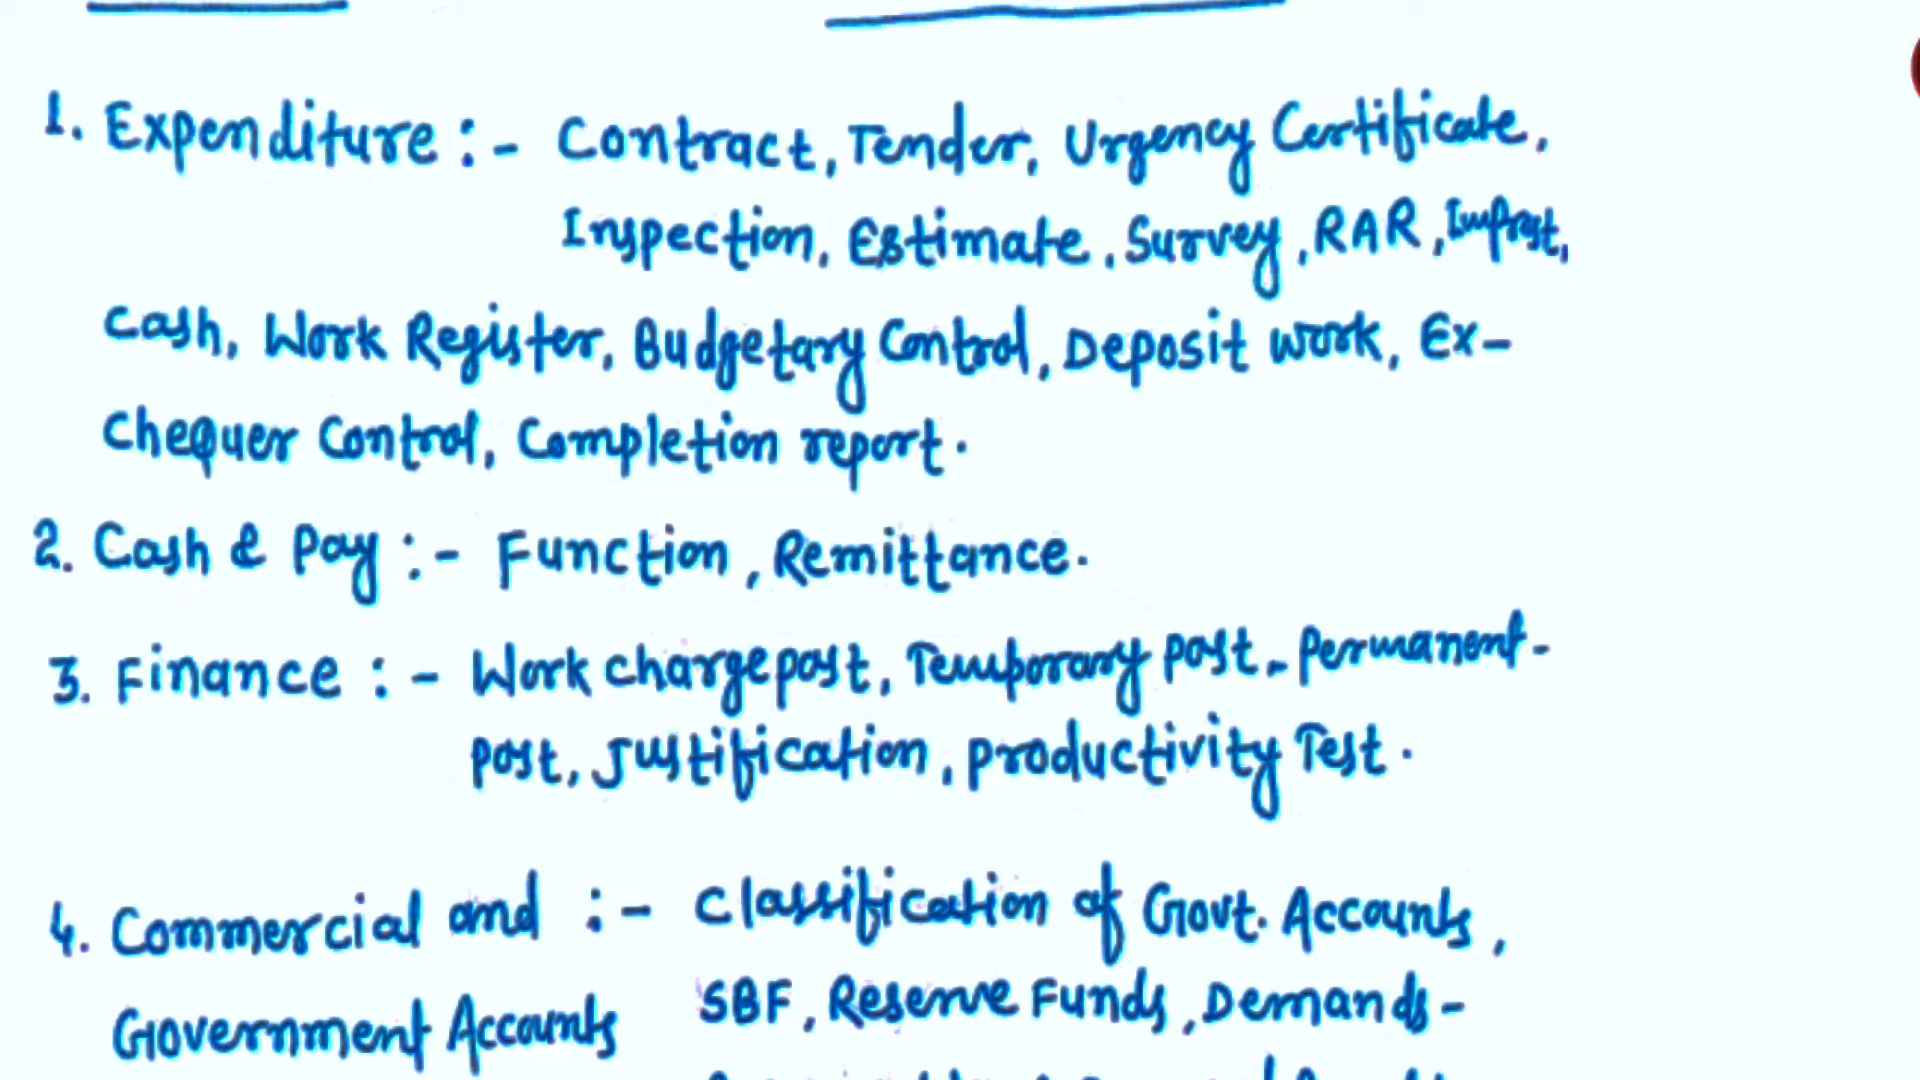 1. Expenditure :- Contract, Tender, Urgency Certificate,
Inspection, Estimate, Survey, RAR, Imprest,
Cash, Work Register, Budgetary Control, Deposit work, Ex-
Chequer Control, Completion report.
2. Cash & Pay :- Function, Remittance.
3. Finance :- Work charge post, Temporary post, Permanent-
post, Justification, productivity Test.
4. Commercial and :- Classification of Govt. Accounts,
Government Accounts SBF, Reserve Funds, Demands-